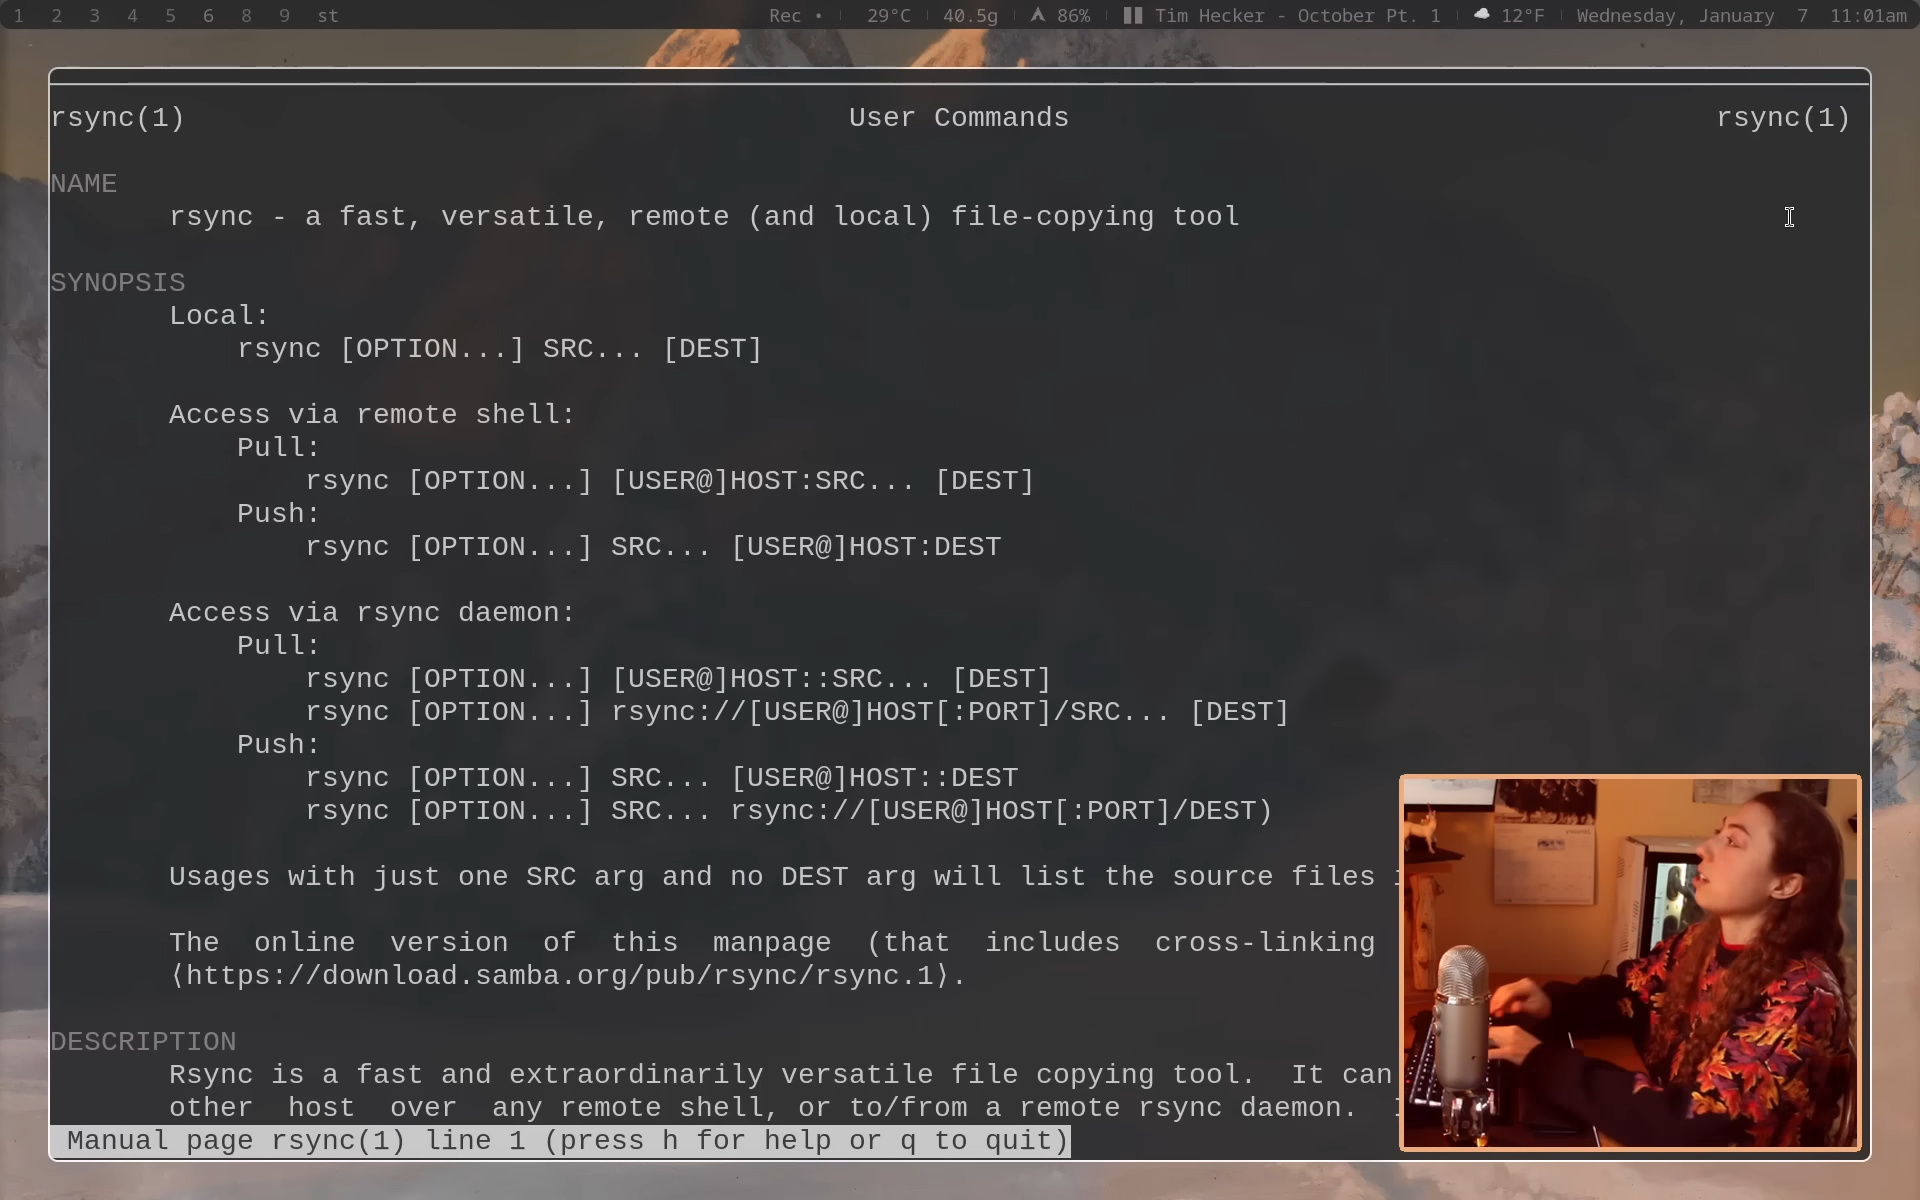 1 2 3 4 5 6 8 9 st Rec • 29°C 40.5g 86% Tim Hecker - October Pt. 1 12°F Wednesday, January 7 11:01am
rsync(1) User Commands rsync(1)
NAME
rsync - a fast, versatile, remote (and local) file-copying tool
SYNOPSIS
Local:
rsync [OPTION...] SRC... [DEST]
Access via remote shell:
Pull:
rsync [OPTION...] [USER@]HOST:SRC... [DEST]
Push:
rsync [OPTION...] SRC... [USER@]HOST:DEST
Access via rsync daemon:
Pull:
rsync [OPTION...] [USER@]HOST::SRC... [DEST]
rsync [OPTION...] rsync://[USER@]HOST[:PORT]/SRC... [DEST]
Push:
rsync [OPTION...] SRC... [USER@]HOST::DEST
rsync [OPTION...] SRC... rsync://[USER@]HOST[:PORT]/DEST)
Usages with just one SRC arg and no DEST arg will list the source files
The online version of this manpage (that includes cross-linking
⟨https://download.samba.org/pub/rsync/rsync.1⟩.
DESCRIPTION
Rsync is a fast and extraordinarily versatile file copying tool. It can
other host over any remote shell, or to/from a remote rsync daemon.
Manual page rsync(1) line 1 (press h for help or q to quit)